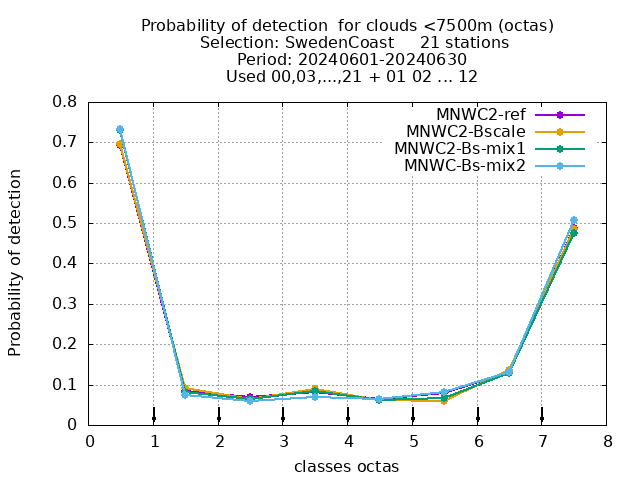 Probability of detection  for clouds <7500m (octas)
Selection: SwedenCoast     21 stations
Period: 20240601-20240630
Used 00,03,...,21 + 01 02 ... 12
MNWC2-ref
MNWC2-Bscale
MNWC2-Bs-mix1
MNWC-Bs-mix2
0.8
0.7
0.6
0.5
0.4
0.3
0.2
0.1
0
Probability of detection
0 1 2 3 4 5 6 7 8
classes octas